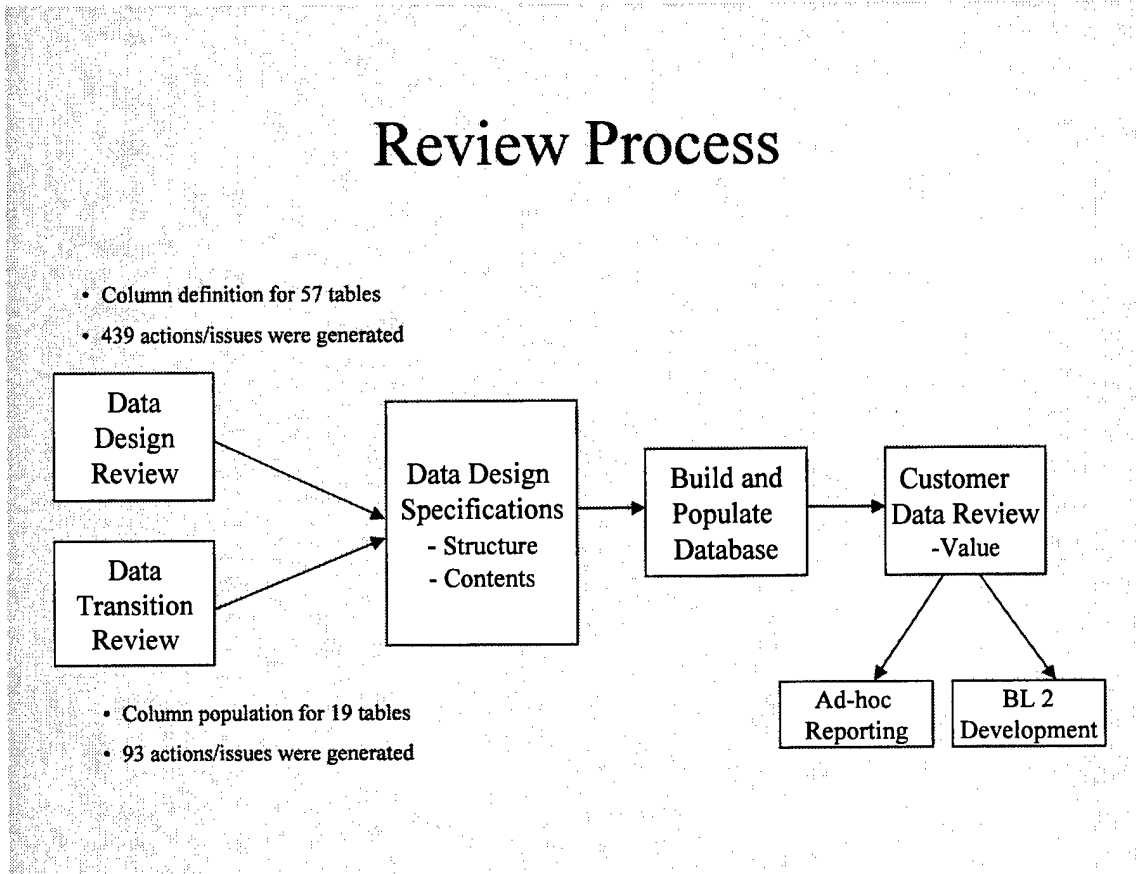 Review Process
• Column definition for 57 tables
• 439 actions/issues were generated
Data
Design
Review
Data
Transition
Review
Data Design
Specifications
- Structure
- Contents
Build and
Populate
Database
Customer
Data Review
-Value
Ad-hoc
Reporting
BL 2
Development
• Column population for 19 tables
• 93 actions/issues were generated